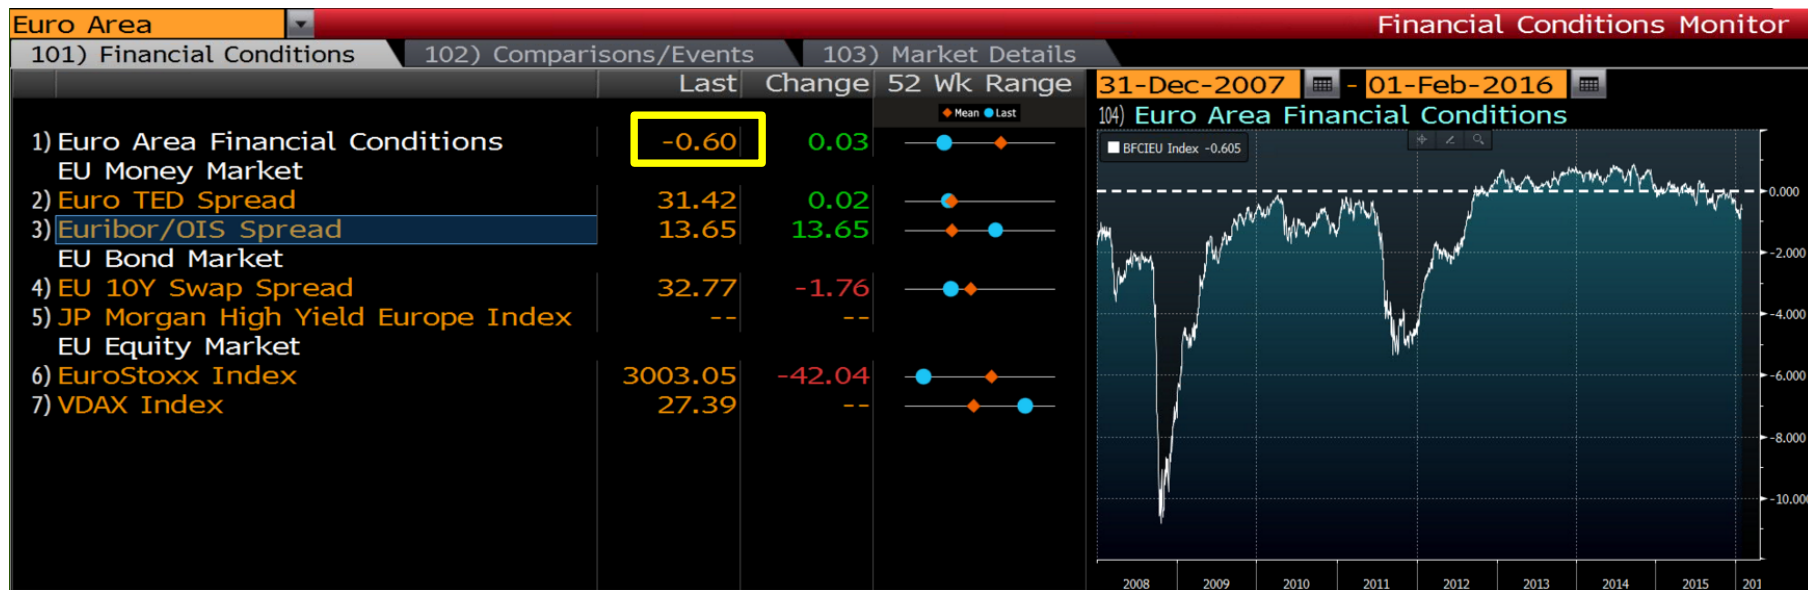 Euro Area Financial Conditions Monitor
101) Financial Conditions 102) Comparisons/Events 103) Market Details
Last Change 52 Wk Range 31-Dec-2007 - 01-Feb-2016
Mean Last 104) Euro Area Financial Conditions
1) Euro Area Financial Conditions -0.60 0.03
BFCIEU Index -0.605
EU Money Market
2) Euro TED Spread 31.42 0.02
3) Euribor/OIS Spread 13.65 13.65
EU Bond Market
4) EU 10Y Swap Spread 32.77 -1.76
5) JP Morgan High Yield Europe Index -- --
EU Equity Market
6) EuroStoxx Index 3003.05 -42.04
7) VDAX Index 27.39 --
0.000
-2.000
-4.000
-6.000
-8.000
-10.000
2008 2009 2010 2011 2012 2013 2014 2015 201